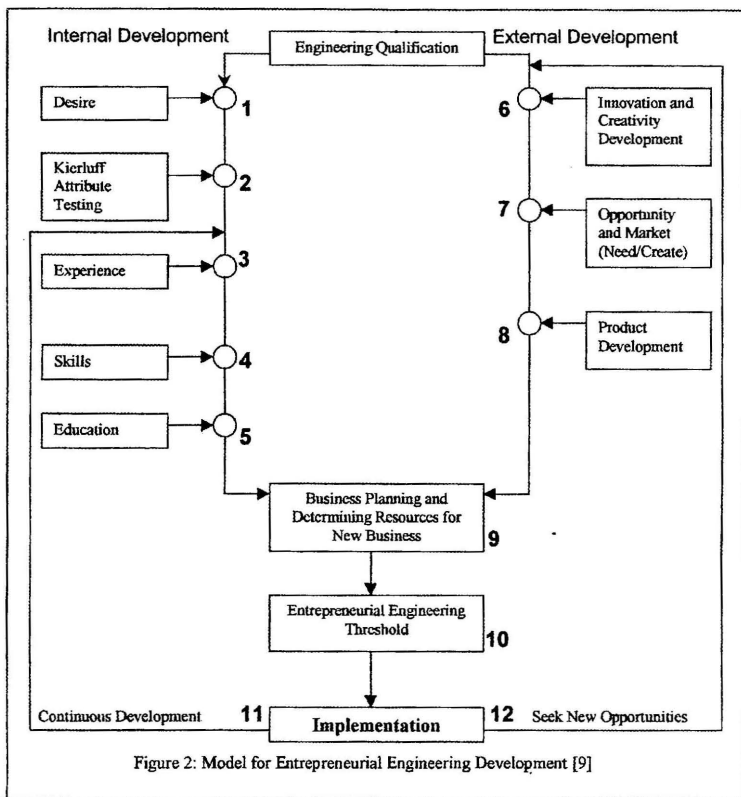 Internal Development
Engineering Qualification
External Development
Desire
1
6
Innovation and
Creativity
Development
Kierluff
Attribute
Testing
2
7
Opportunity
and Market
(Need/Create)
Experience
3
8
Product
Development
Skills
4
Education
5
Business Planning and
Determining Resources for
New Business
9
Entrepreneurial Engineering
Threshold
10
Continuous Development
11
Implementation
12
Seek New Opportunities
Figure 2: Model for Entrepreneurial Engineering Development [9]